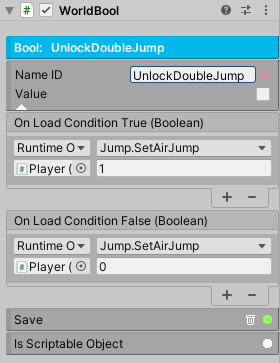 WorldBool
Bool: UnlockDoubleJump
Name ID UnlockDoubleJump
Value
On Load Condition True (Boolean)
Runtime O Jump.SetAirJump
Player ( 1
On Load Condition False (Boolean)
Runtime O Jump.SetAirJump
Player ( 0
Save
Is Scriptable Object